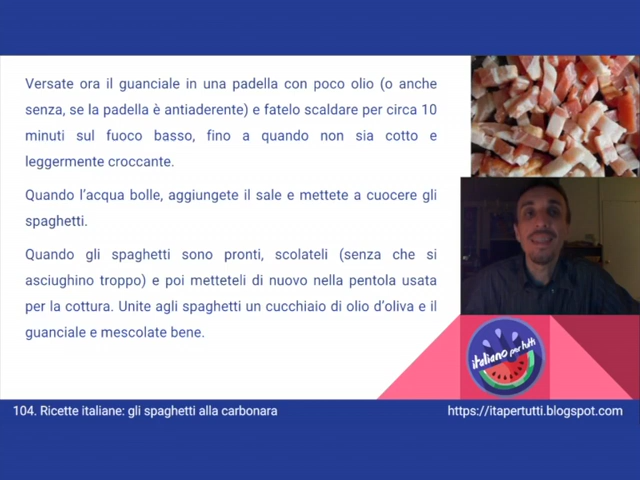 Versate ora il guanciale in una padella con poco olio (o anche
senza, se la padella è antiaderente) e fatelo scaldare per circa 10
minuti sul fuoco basso, fino a quando non sia cotto e
leggermente croccante.
Quando l'acqua bolle, aggiungete il sale e mettete a cuocere gli
spaghetti.
Quando gli spaghetti sono pronti, scolateli (senza che si
asciughino troppo) e poi metteteli di nuovo nella pentola usata
per la cottura. Unite agli spaghetti un cucchiaio di olio d'oliva e il
guanciale e mescolate bene.
italiano per tutti
104. Ricette italiane: gli spaghetti alla carbonara
https://itapertutti.blogspot.com